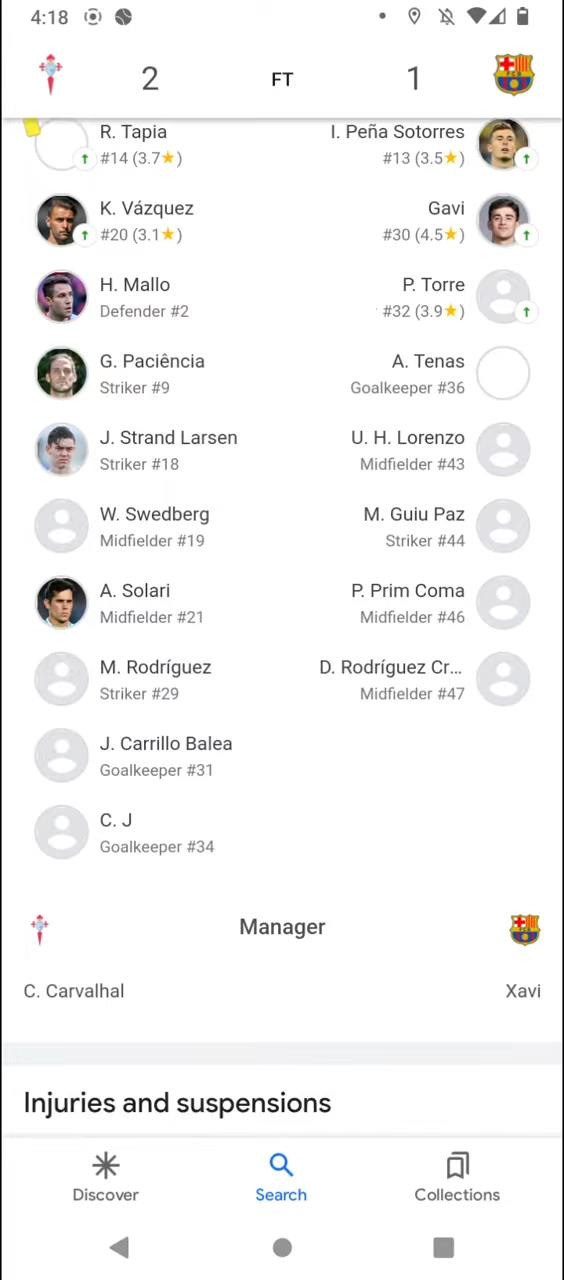 4:18
2 FT 1
R. Tapia I. Peña Sotorres
#14 (3.7★) #13 (3.5★)
K. Vázquez Gavi
#20 (3.1★) #30 (4.5★)
H. Mallo P. Torre
Defender #2 #32 (3.9★)
G. Paciência A. Tenas
Striker #9 Goalkeeper #36
J. Strand Larsen U. H. Lorenzo
Striker #18 Midfielder #43
W. Swedberg M. Guiu Paz
Midfielder #19 Striker #44
A. Solari P. Prim Coma
Midfielder #21 Midfielder #46
M. Rodríguez D. Rodríguez Cr...
Striker #29 Midfielder #47
J. Carrillo Balea
Goalkeeper #31
C. J
Goalkeeper #34
Manager
C. Carvalhal Xavi
Injuries and suspensions
Discover Search Collections